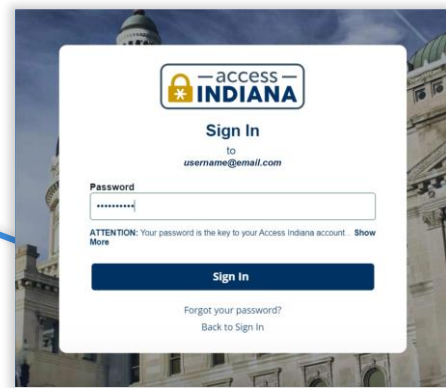 access
INDIANA
Sign In
to
username@email.com
Password
••••••••••
ATTENTION: Your password is the key to your Access Indiana account. Show
More
Sign In
Forgot your password?
Back to Sign In